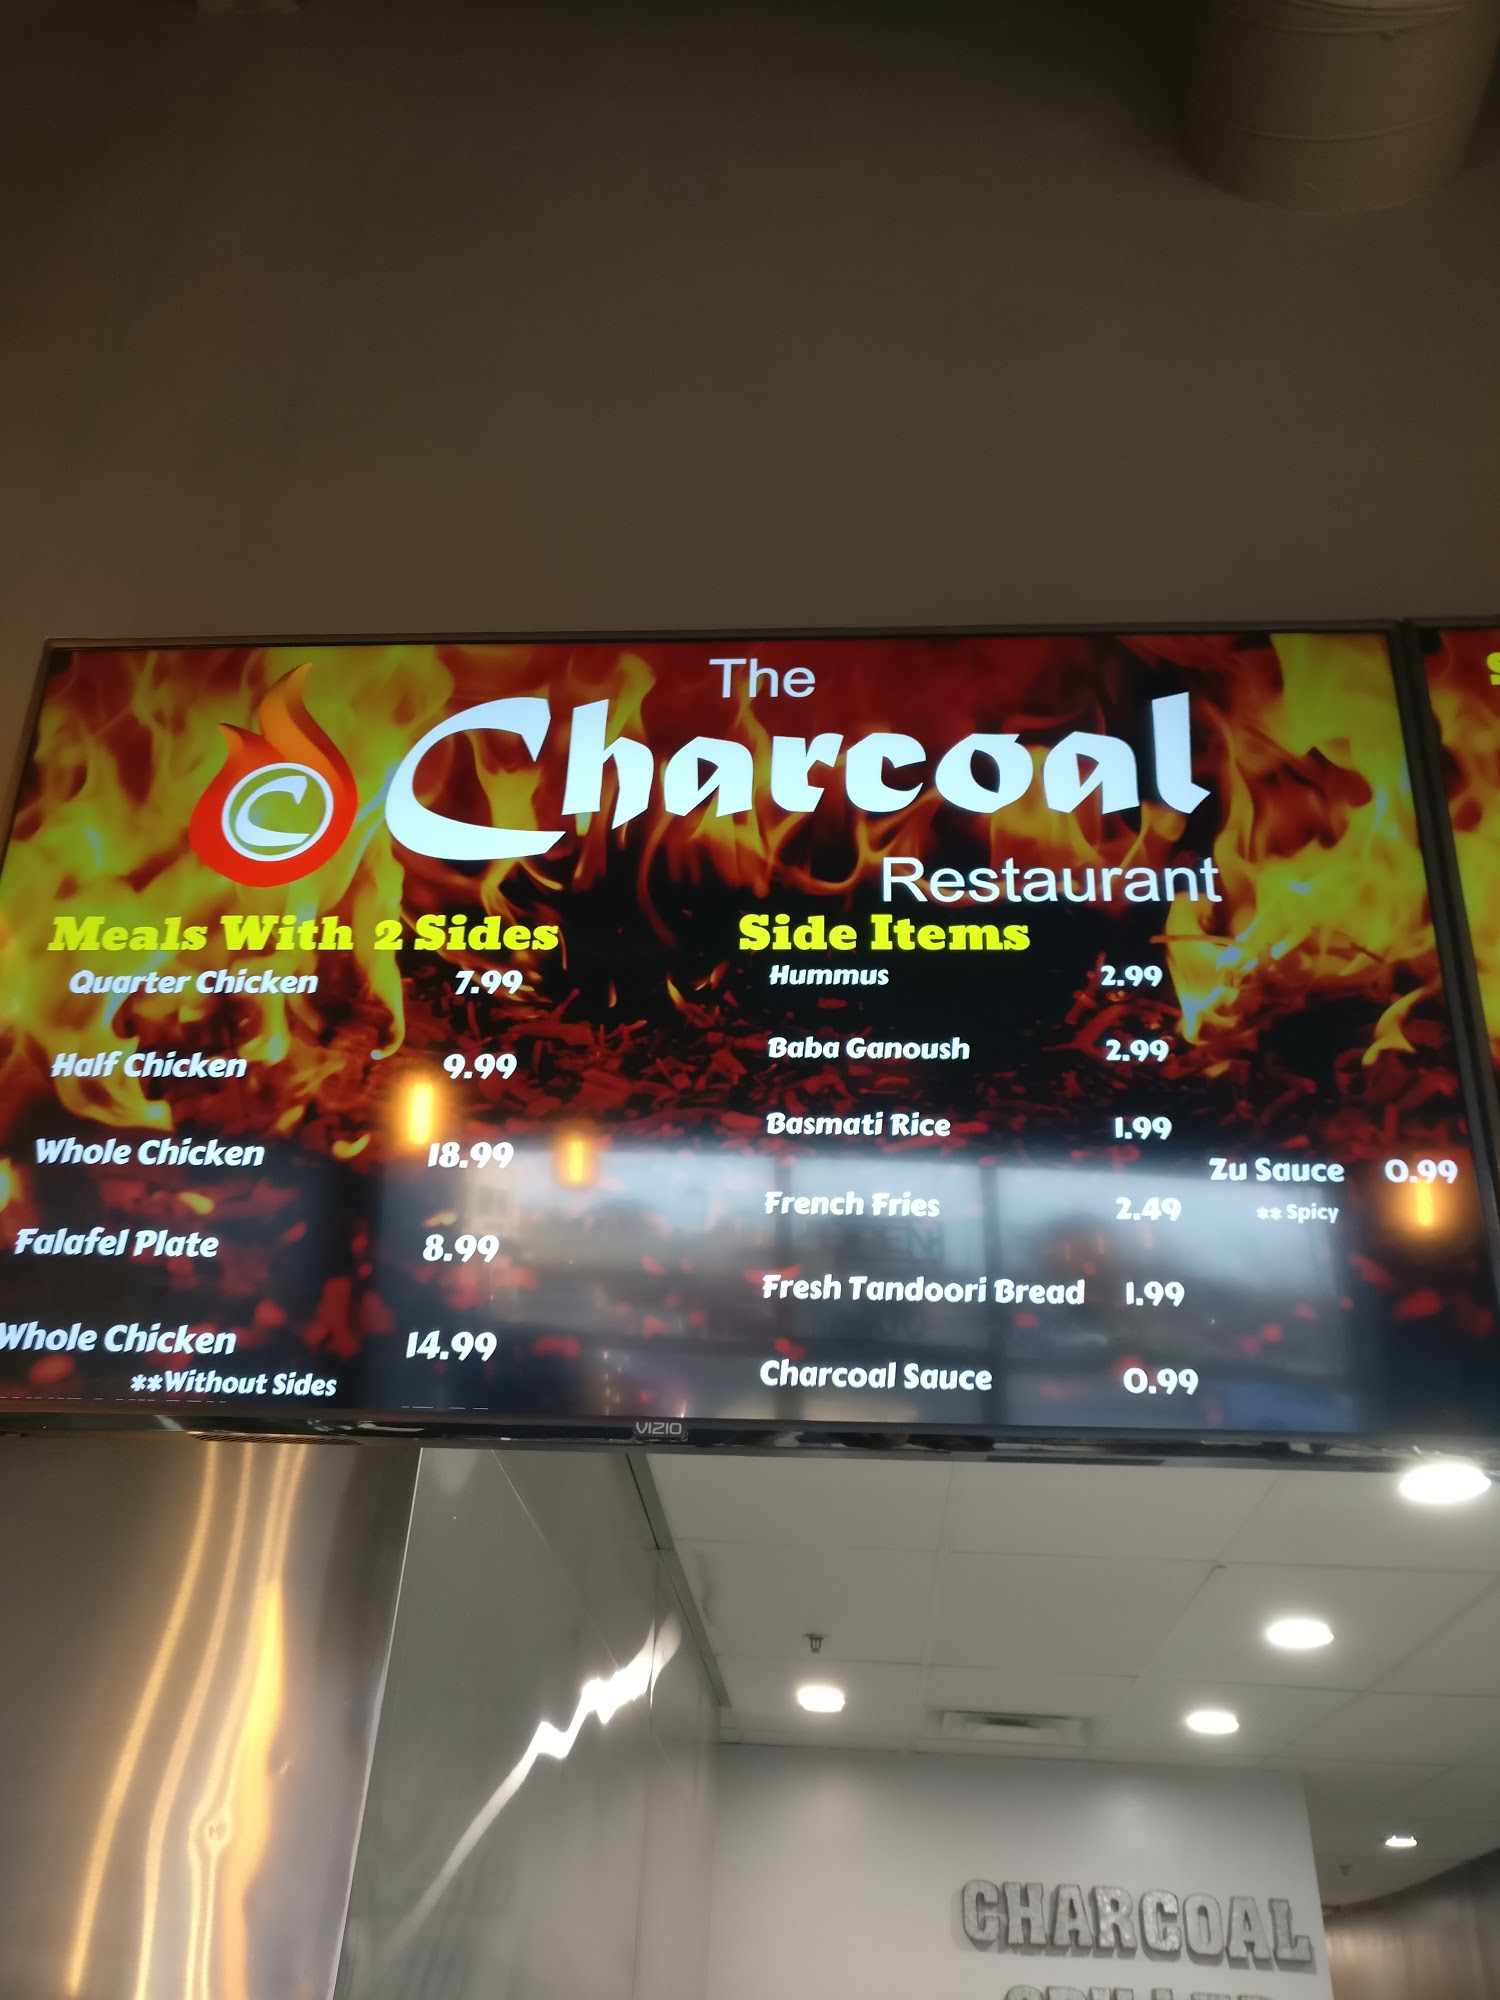 The
Charcoal
Restaurant
Meals With 2 Sides
Quarter Chicken 7.99
Half Chicken 9.99
Whole Chicken 18.99
Falafel Plate 8.99
Whole Chicken 14.99
**Without Sides
Side Items
Hummus 2.99
Baba Ganoush 2.99
Basmati Rice 1.99
French Fries 2.49
Fresh Tandoori Bread 1.99
Charcoal Sauce 0.99
Zu Sauce 0.99
** Spicy
VIZIO
CHARCOAL